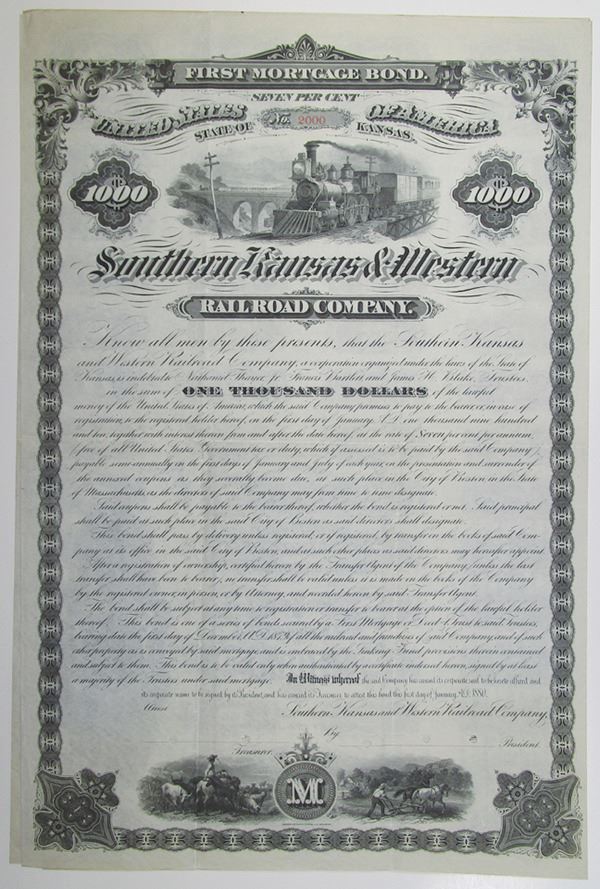 FIRST MORTGAGE BOND.
SEVEN PER CENT
UNITED STATES No. 2000 OF AMERICA
STATE OF KANSAS.
$1000 $1000
Southern Kansas & Western
RAILROAD COMPANY.
Know all men by these presents, that the Southern Kansas
and Western Railroad Company, a corporation organized under the laws of the State of
Kansas, is indebted to Nathaniel Thayer, jr. Francis Bartlett and James H. Blake, Trustees,
in the sum of ONE THOUSAND DOLLARS of the lawful
money of the United States of America, which the said Company promises to pay to the bearer, or in case of
registration, to the registered holder hereof, on the first day of January, A.D. one thousand nine hundred
and ten, together with interest thereon from and after the date hereof at the rate of Seven per cent per annum,
(free of all United States Government tax or duty, which if assessed is to be paid by the said Company)
payable semi-annually on the first days of January and July of each year, on the presentation and surrender of
the annexed coupons as they severally become due, at such place in the City of Boston in the State
of Massachusetts, as the directors of said Company may from time to time designate.
Said coupons shall be payable to the bearer thereof, whether the bond is registered or not. Said principal
shall be paid at such place in the said City of Boston as said directors shall designate.
This bond shall pass by delivery unless registered, or if registered, by transfer on the books of said Com-
pany at its office in the said City of Boston, and at such other places as said directors may hereafter appoint.
After a registration of ownership, certified hereon by the Transfer Agent of the Company, unless the last
transfer shall have been to bearer, no transfer shall be valid unless it is made on the books of the Company
by the registered owner, in person, or by Attorney, and recorded hereon by said Transfer Agent.
The bond shall be subject at any time to registration or transfer to bearer at the option of the lawful holder
thereof. This bond is one of a series of bonds secured by a First Mortgage or Deed of Trust to said Trustees,
bearing date the first day of December, A.D. 1879, of all the railroad and franchises of said Company, and of such
other property as is conveyed by said mortgage, and is embraced by the Sinking Fund provisions therein contained
and subject to them. This bond is to be valid only when authenticated by a certificate endorsed hereon, signed by at least
a majority of the Trustees under said mortgage. In Witness whereof the said Company has caused its corporate seal to be hereto affixed, and
its corporate name to be signed by its President, and has caused its Treasurer to attest this bond this first day of January, A.D. 1880.
Attest Southern Kansas and Western Railroad Company,
By
Treasurer. President.
M